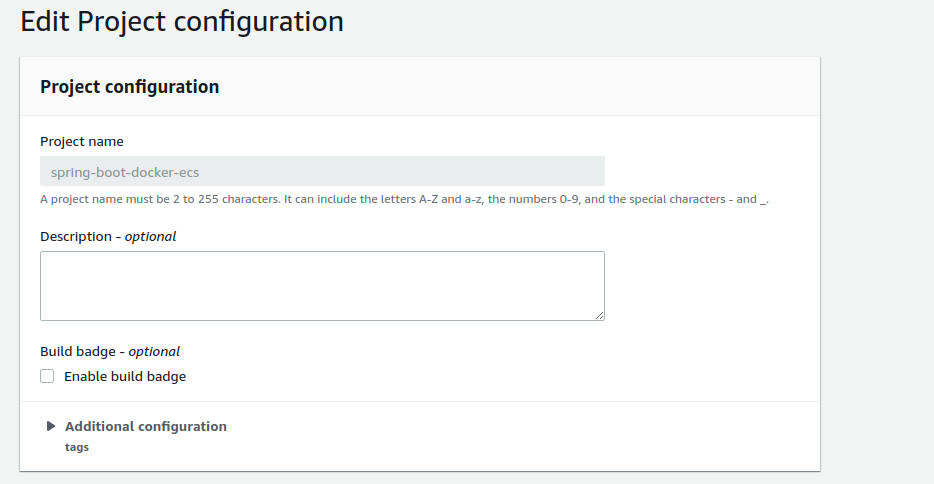 Edit Project configuration
Project configuration
Project name
spring-boot-docker-ecs
A project name must be 2 to 255 characters. It can include the letters A-Z and a-z, the numbers 0-9, and the special characters - and _.
Description - optional
Build badge - optional
Enable build badge
Additional configuration
tags